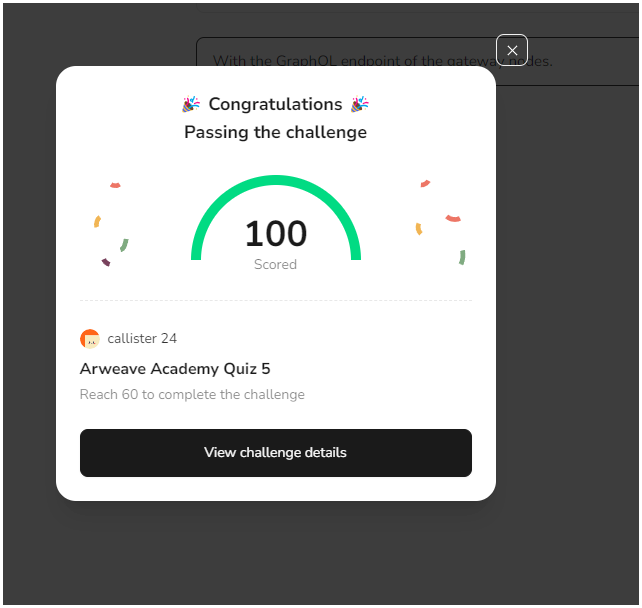 With the GraphQL endpoint of the gateway nodes.
Congratulations
Passing the challenge
100
Scored
callister 24
Arweave Academy Quiz 5
Reach 60 to complete the challenge
View challenge details